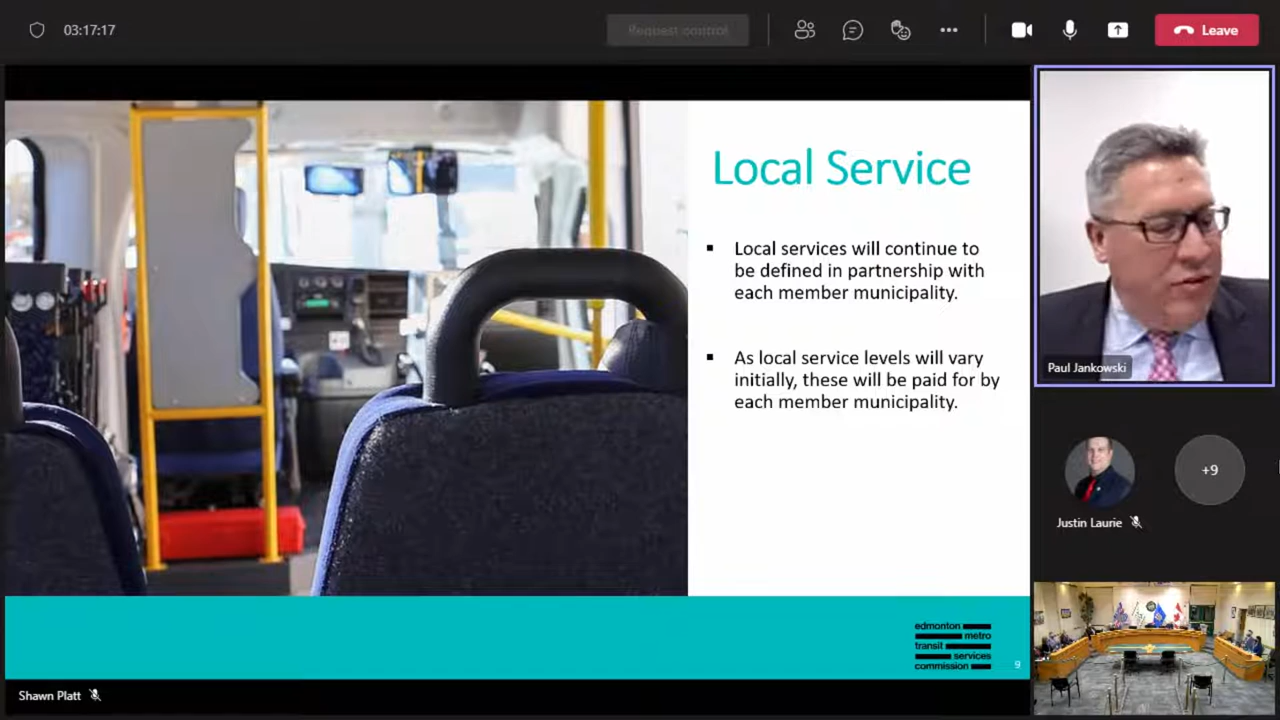 03:17:17
Request control
Leave
Local Service
Local services will continue to
be defined in partnership with
each member municipality.
As local service levels will vary
initially, these will be paid for by
each member municipality.
edmonton
metro
transit
services
commission
9
Paul Jankowski
+9
Justin Laurie
Shawn Platt